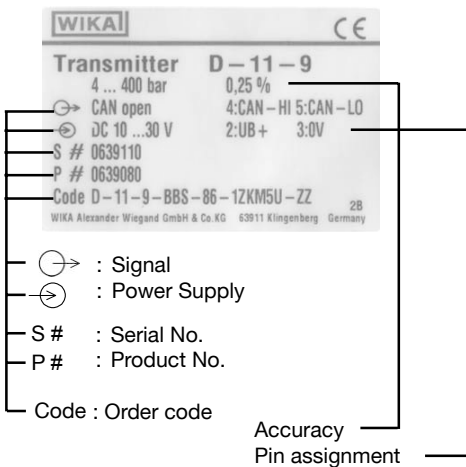 WIKA CE
Transmitter D-11-9
4 ... 400 bar 0,25 %
CAN open 4:CAN-HI 5:CAN-LO
DC 10 ...30 V 2:UB+ 3:0V
S # 0639110
P # 0639080
Code D-11-9-BBS-86-1ZKM5U-ZZ 2B
WIKA Alexander Wiegand GmbH & Co.KG 63911 Klingenberg Germany
: Signal
: Power Supply
S # : Serial No.
P # : Product No.
Code : Order code
Accuracy
Pin assignment